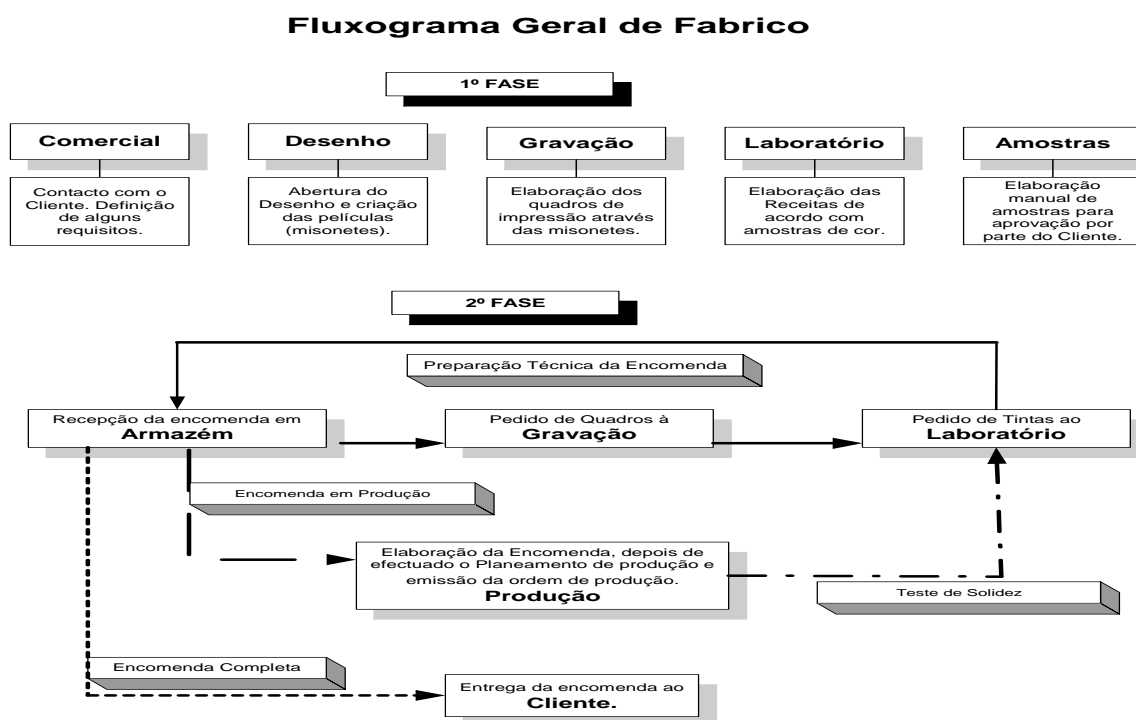 Fluxograma Geral de Fabrico
1º FASE
Comercial
Desenho
Gravação
Laboratório
Amostras
Contacto com o
Cliente. Definição
de alguns
requisitos.
Abertura do
Desenho e criação
das películas
(misonetes).
Elaboração dos
quadros de
impressão através
das misonetes.
Elaboração das
Receitas de
acordo com
amostras de cor.
Elaboração
manual de
amostras para
aprovação por
parte do Cliente.
2º FASE
Preparação Técnica da Encomenda
Recepção da encomenda em
Armazém
Pedido de Quadros à
Gravação
Pedido de Tintas ao
Laboratório
Encomenda em Produção
Elaboração da Encomenda, depois de
efectuado o Planeamento de produção e
emissão da ordem de produção.
Produção
Teste de Solidez
Encomenda Completa
Entrega da encomenda ao
Cliente.